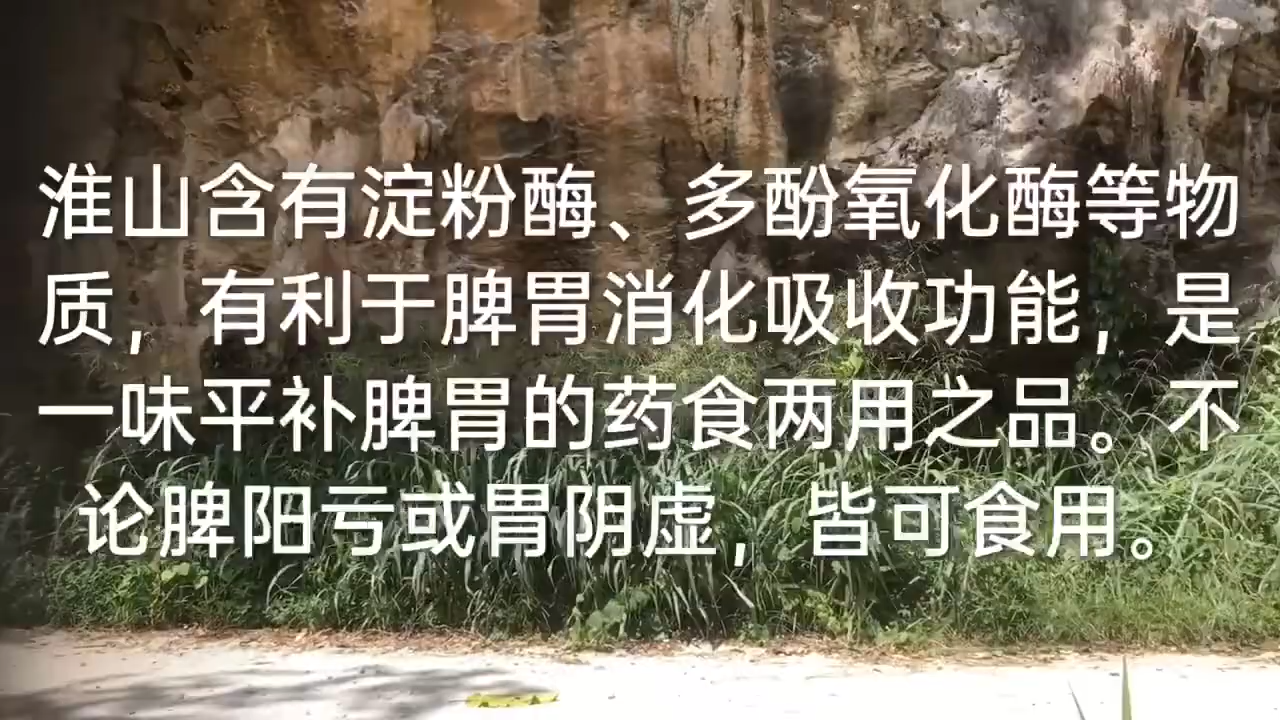 淮山含有淀粉酶、多酚氧化酶等物
质，有利于脾胃消化吸收功能，是
一味平补脾胃的药食两用之品。不
论脾阳亏或胃阴虚，皆可食用。